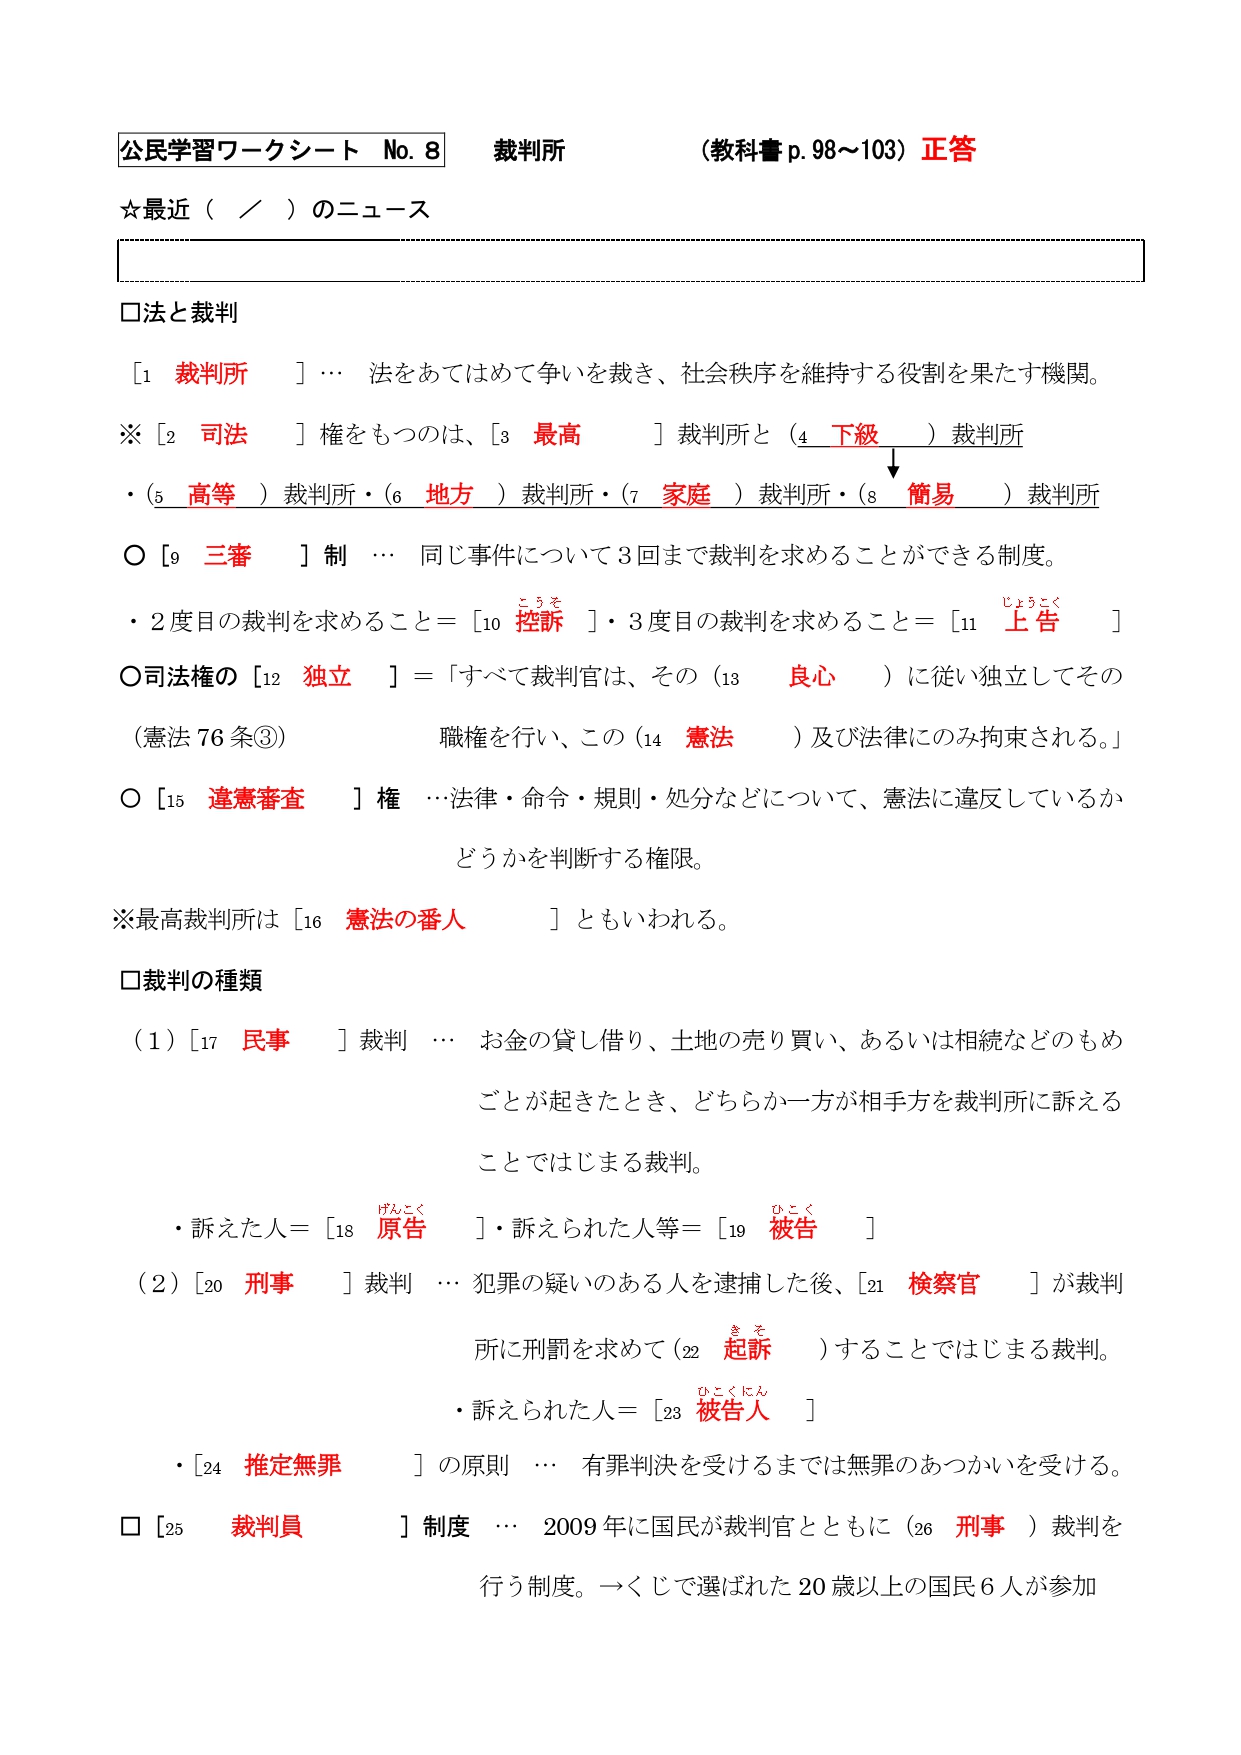 公民学習ワークシート　No.８　　裁判所　　　　　（教科書p.98～103）正答
☆最近（　／　）のニュース
□法と裁判
［1　裁判所　　］…　法をあてはめて争いを裁き、社会秩序を維持する役割を果たす機関。
※［2　司法　　］権をもつのは、［3　最高　　　］裁判所と（4　下級　　）裁判所
↓
・（5　高等　）裁判所・（6　地方　）裁判所・（7　家庭　）裁判所・（8　簡易　　）裁判所
〇［9　三審　　］制　…　同じ事件について３回まで裁判を求めることができる制度。
こうそ　じょうこく
・２度目の裁判を求めること＝［10　控訴　］・３度目の裁判を求めること＝［11　上告　　］
〇司法権の［12　独立　　］＝「すべて裁判官は、その（13　　良心　　）に従い独立してその
（憲法76条③）　　　　　　職権を行い、この（14　憲法　　）及び法律にのみ拘束される。」
〇［15　違憲審査　　］権　…法律・命令・規則・処分などについて、憲法に違反しているか
どうかを判断する権限。
※最高裁判所は［16　憲法の番人　　　］ともいわれる。
□裁判の種類
（１）［17　民事　　］裁判　…　お金の貸し借り、土地の売り買い、あるいは相続などのもめ
ごとが起きたとき、どちらか一方が相手方を裁判所に訴える
ことではじまる裁判。
げんこく　ひこく
・訴えた人＝［18　原告　　］・訴えられた人等＝［19　被告　　］
（２）［20　刑事　　］裁判　…　犯罪の疑いのある人を逮捕した後、［21　検察官　　］が裁判
きそ
所に刑罰を求めて（22　起訴　　）することではじまる裁判。
ひこくにん
・訴えられた人＝［23　被告人　　］
・［24　推定無罪　　　］の原則　…　有罪判決を受けるまでは無罪のあつかいを受ける。
□［25　　裁判員　　　　］制度　…　2009年に国民が裁判官とともに（26　刑事　）裁判を
行う制度。→くじで選ばれた20歳以上の国民６人が参加